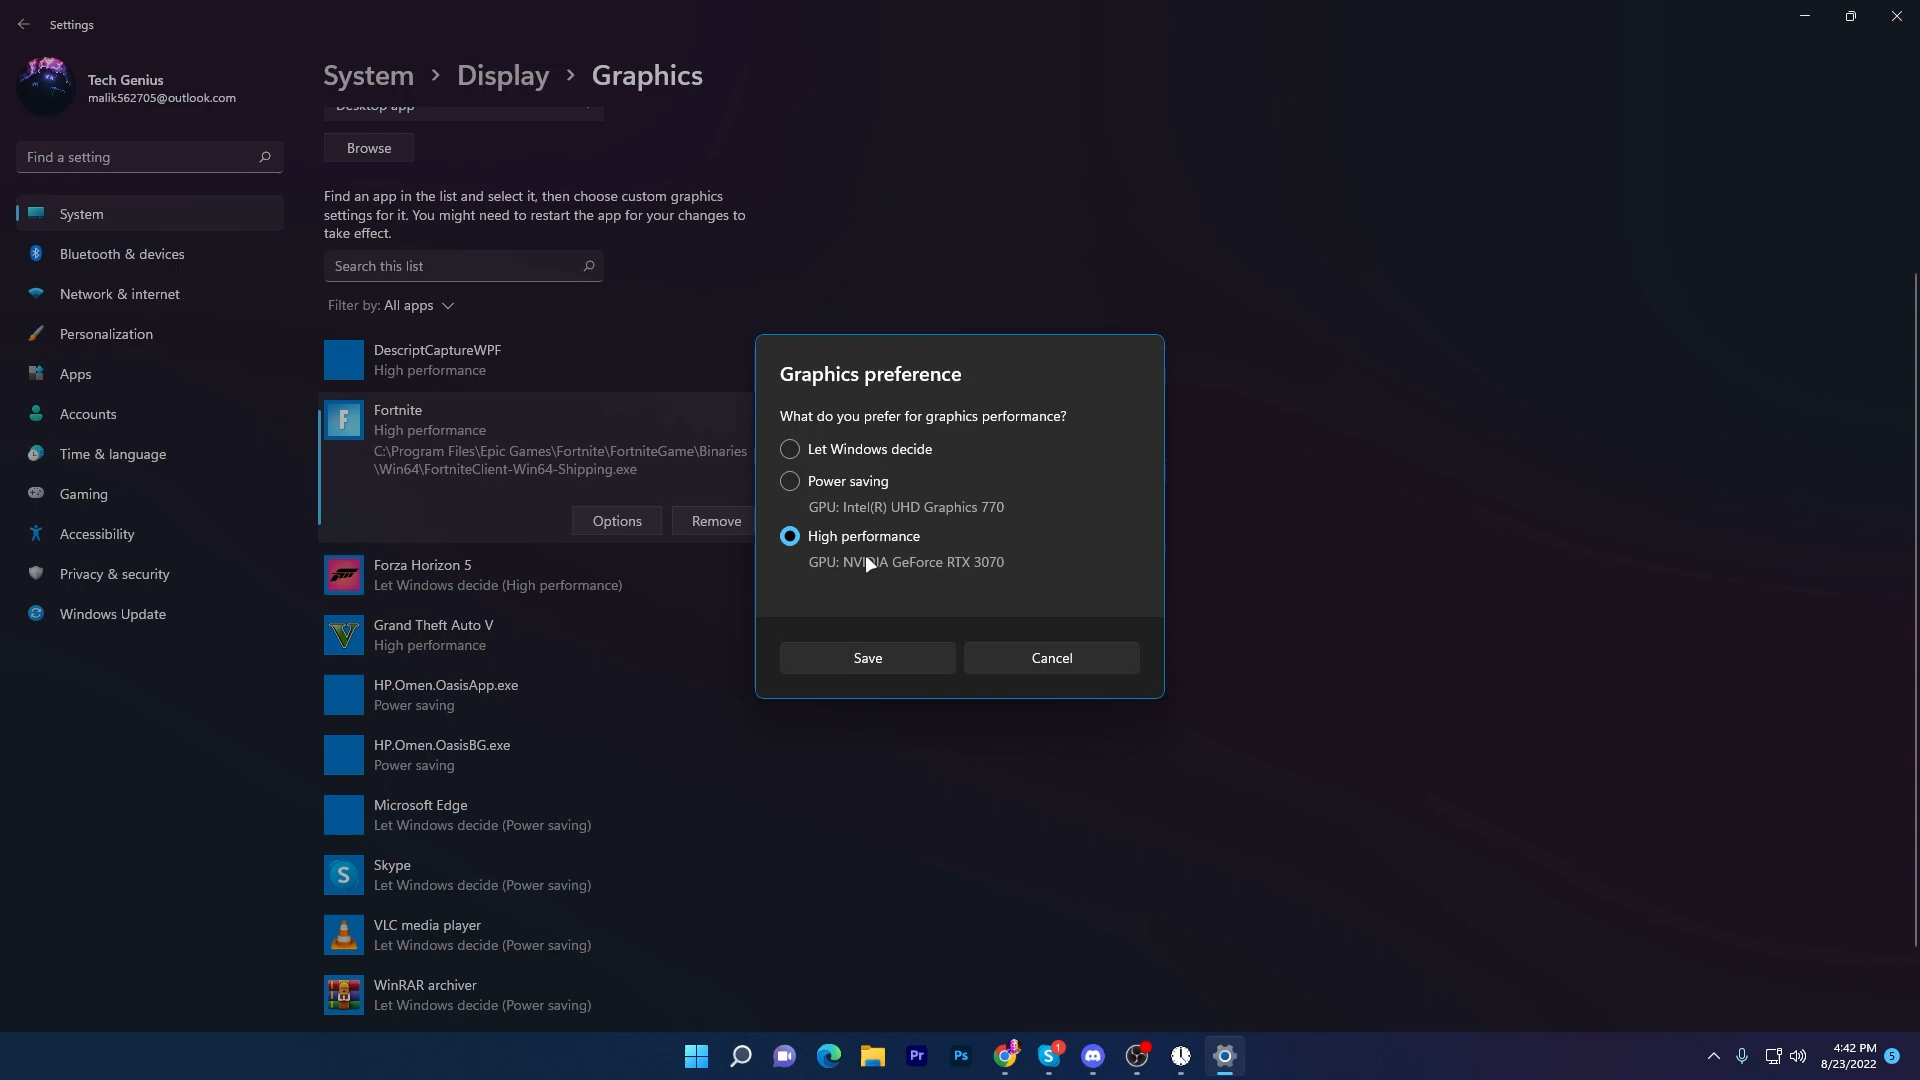 Settings
Tech Genius
malik562705@outlook.com
Find a setting
System
Bluetooth & devices
Network & internet
Personalization
Apps
Accounts
Time & language
Gaming
Accessibility
Privacy & security
Windows Update
System > Display > Graphics
Desktop app
Browse
Find an app in the list and select it, then choose custom graphics
settings for it. You might need to restart the app for your changes to
take effect.
Search this list
Filter by: All apps
DescriptCaptureWPF
High performance
F
Fortnite
High performance
C:\Program Files\Epic Games\Fortnite\FortniteGame\Binaries
\Win64\FortniteClient-Win64-Shipping.exe
Options Remove
Forza Horizon 5
Let Windows decide (High performance)
Grand Theft Auto V
High performance
HP.Omen.OasisApp.exe
Power saving
HP.Omen.OasisBG.exe
Power saving
Microsoft Edge
Let Windows decide (Power saving)
S
Skype
Let Windows decide (Power saving)
VLC media player
Let Windows decide (Power saving)
WinRAR archiver
Let Windows decide (Power saving)
Graphics preference
What do you prefer for graphics performance?
Let Windows decide
Power saving
GPU: Intel(R) UHD Graphics 770
High performance
GPU: NVIDIA GeForce RTX 3070
Save Cancel
Pr Ps S 1
4:42 PM
8/23/2022 5